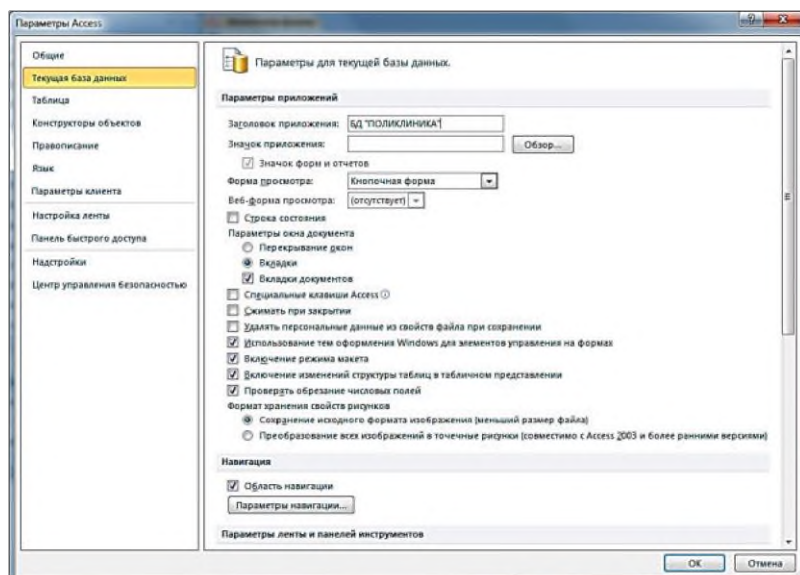 Параметры Access
Общие
Текущая база данных
Таблица
Конструкторы объектов
Правописание
Язык
Параметры клиента
Настройка ленты
Панель быстрого доступа
Надстройки
Центр управления безопасностью
Параметры для текущей базы данных.
Параметры приложений
Заголовок приложения: БД "ПОЛИКЛИНИКА"
Значок приложения: Обзор...
Значок форм и отчетов
Форма просмотра: Кнопочная форма
Веб-форма просмотра: (отсутствует)
Строка состояния
Параметры окна документа
Перекрывание окон
Вкладки
Вкладки документов
Специальные клавиши Access
Сжимать при закрытии
Удалять персональные данные из свойств файла при сохранении
Использование тем оформления Windows для элементов управления на формах
Включение режима макета
Включение изменений структуры таблиц в табличном представлении
Проверять обрезание числовых полей
Формат хранения свойств рисунков
Сохранение исходного формата изображения (меньший размер файла)
Преобразование всех изображений в точечные рисунки (совместимо с Access 2003 и более ранними версиями)
Навигация
Область навигации
Параметры навигации...
Параметры ленты и панелей инструментов
ОК Отмена